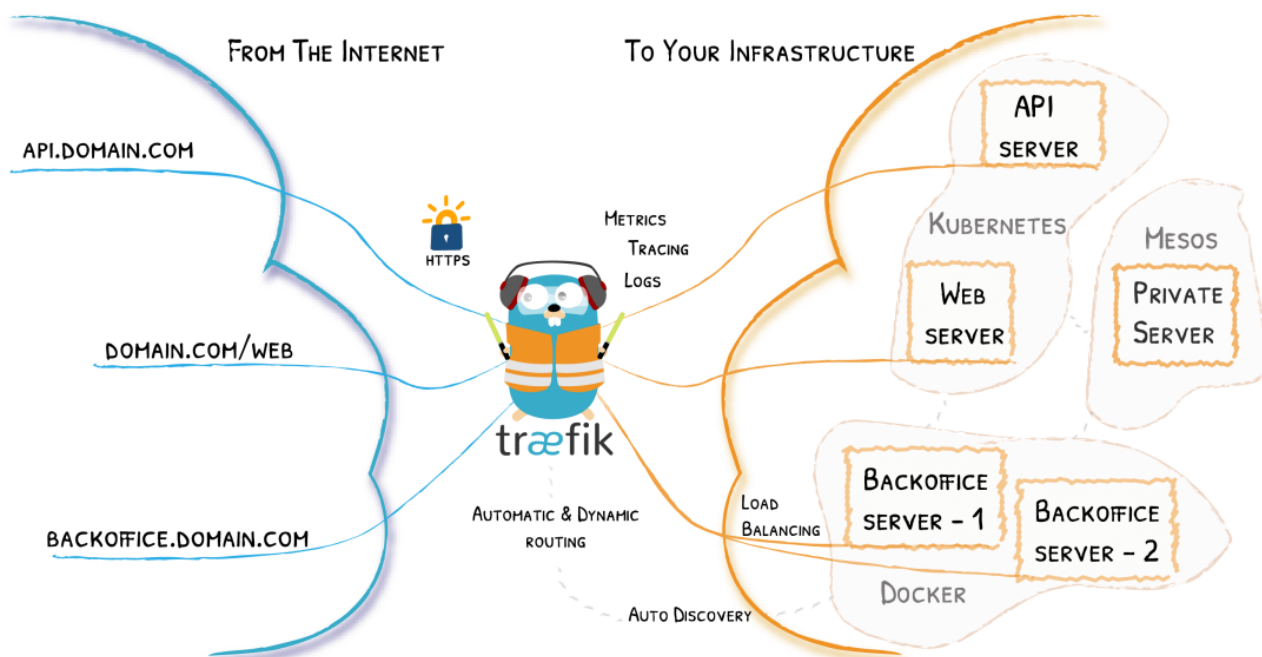 From The Internet
To Your Infrastructure
API.DOMAIN.COM
DOMAIN.COM/WEB
BACKOFFICE.DOMAIN.COM
HTTPS
Metrics
Tracing
Logs
træfik
Automatic & Dynamic
routing
Auto Discovery
Load
Balancing
API
server
Kubernetes
Web
server
Mesos
Private
Server
Backoffice
server - 1
Backoffice
server - 2
Docker